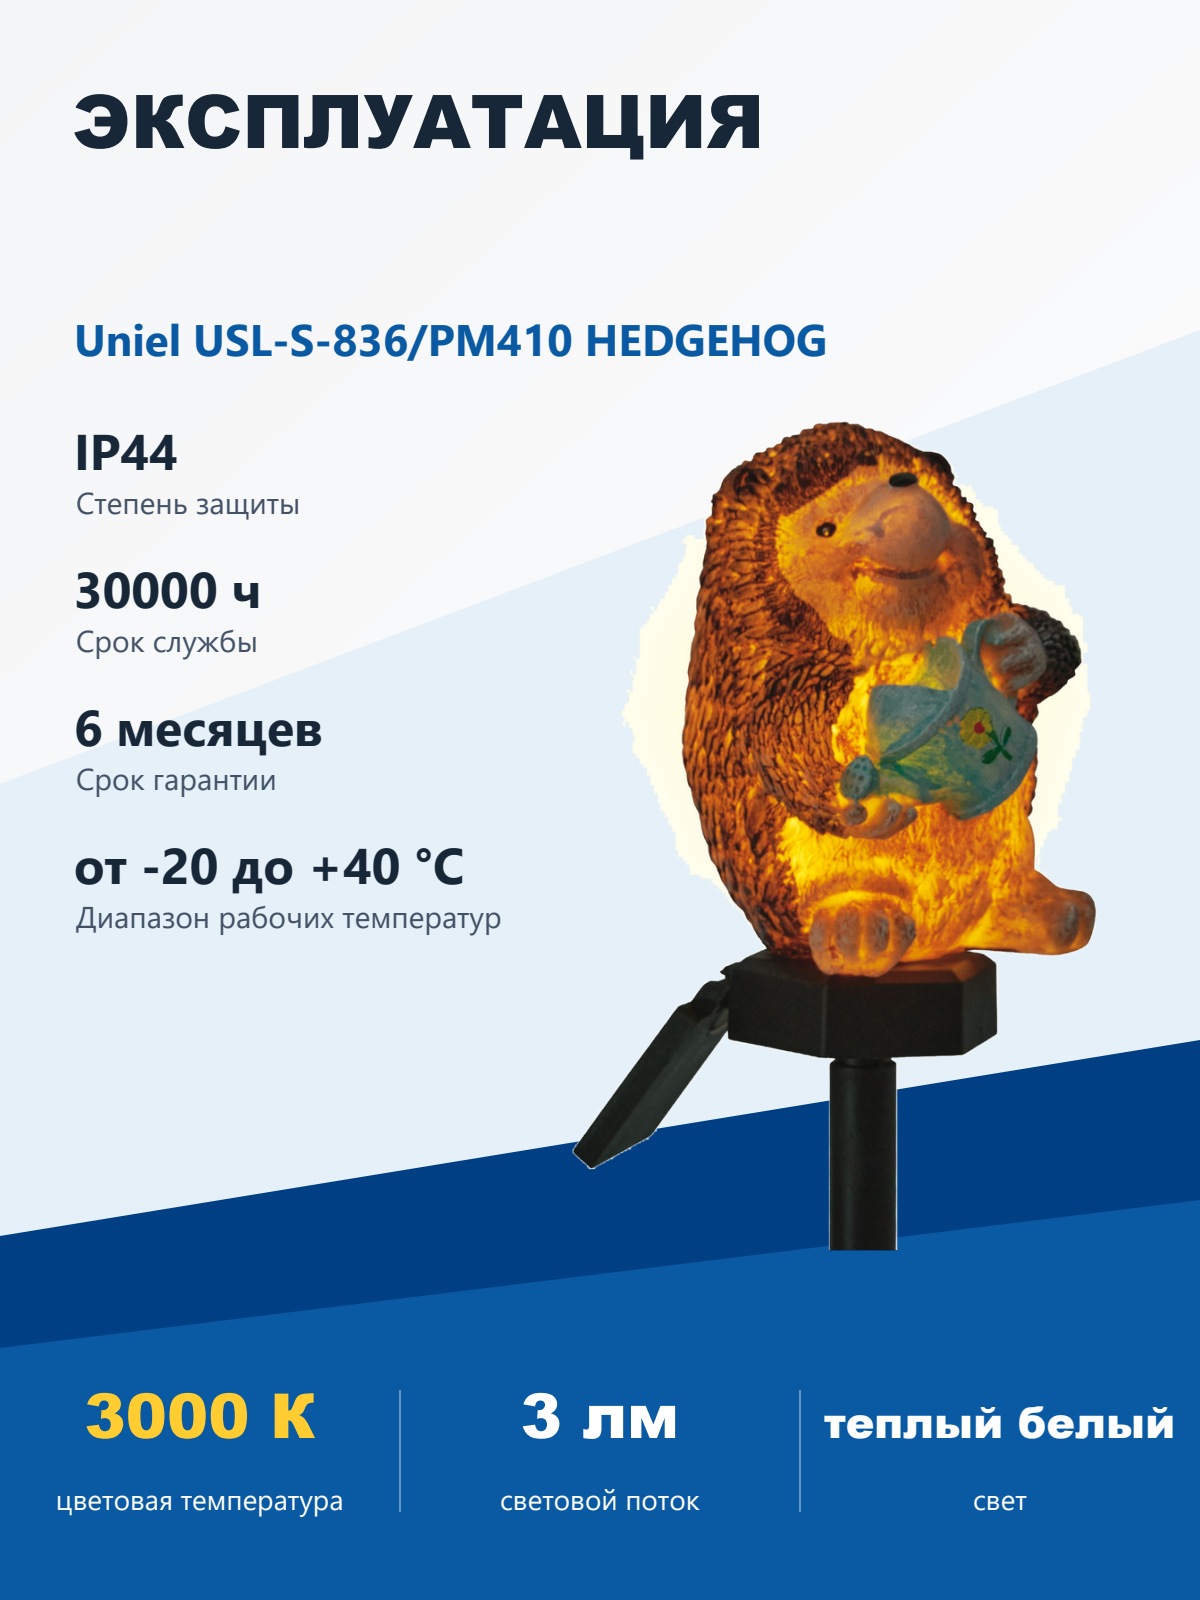 ЭКСПЛУАТАЦИЯ
Uniel USL-S-836/PM410 HEDGEHOG
IP44
Степень защиты
30000 ч
Срок службы
6 месяцев
Срок гарантии
от -20 до +40 °C
Диапазон рабочих температур
3000 К
цветовая температура
3 лм
световой поток
теплый белый
свет